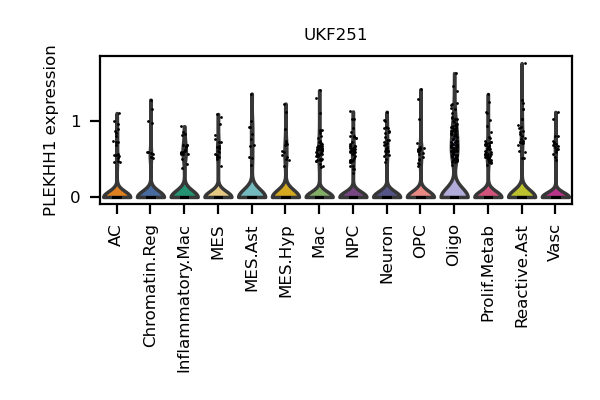 UKF251
PLEKHH1 expression
1
0
AC
Chromatin.Reg
Inflammatory.Mac
MES
MES.Ast
MES.Hyp
Mac
NPC
Neuron
OPC
Oligo
Prolif.Metab
Reactive.Ast
Vasc